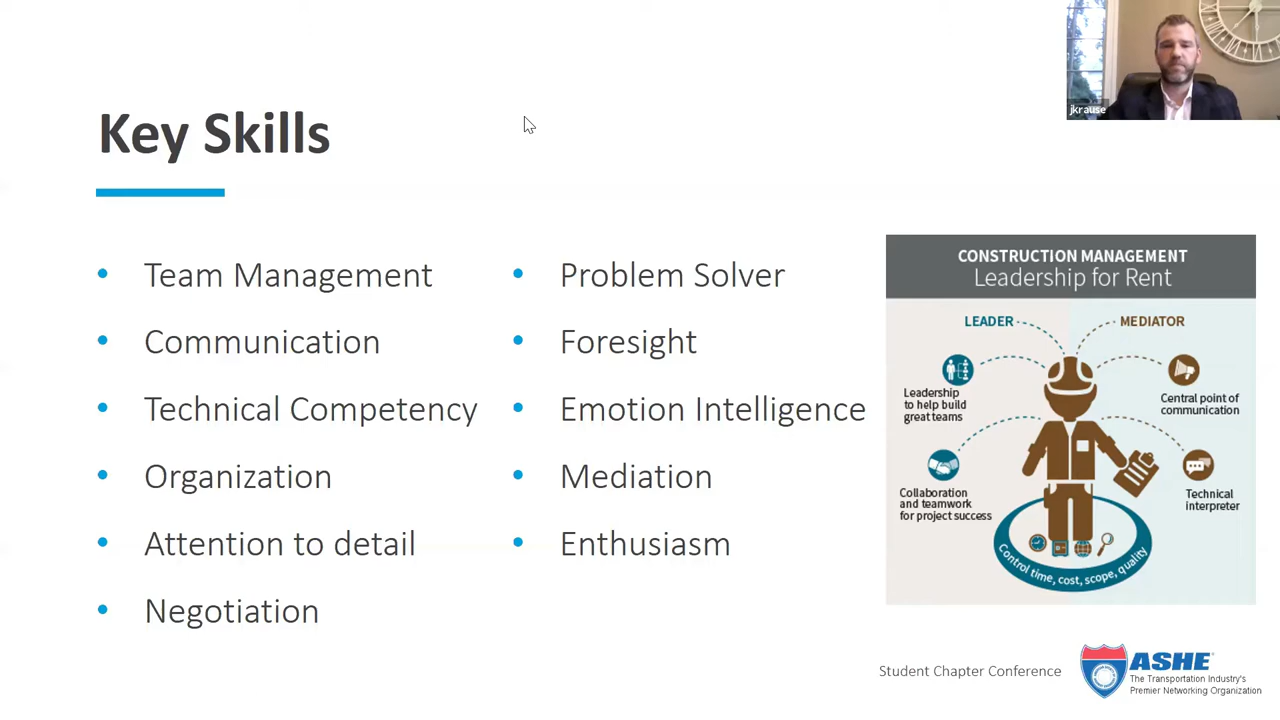 jkrause
Key Skills
• Team Management
• Communication
• Technical Competency
• Organization
• Attention to detail
• Negotiation
• Problem Solver
• Foresight
• Emotion Intelligence
• Mediation
• Enthusiasm
CONSTRUCTION MANAGEMENT
Leadership for Rent
LEADER
MEDIATOR
Leadership
to help build
great teams
Central point of
communication
Collaboration
and teamwork
for project success
Technical
interpreter
Control time, cost, scope, quality
Student Chapter Conference
ASHE
The Transportation Industry's
Premier Networking Organization